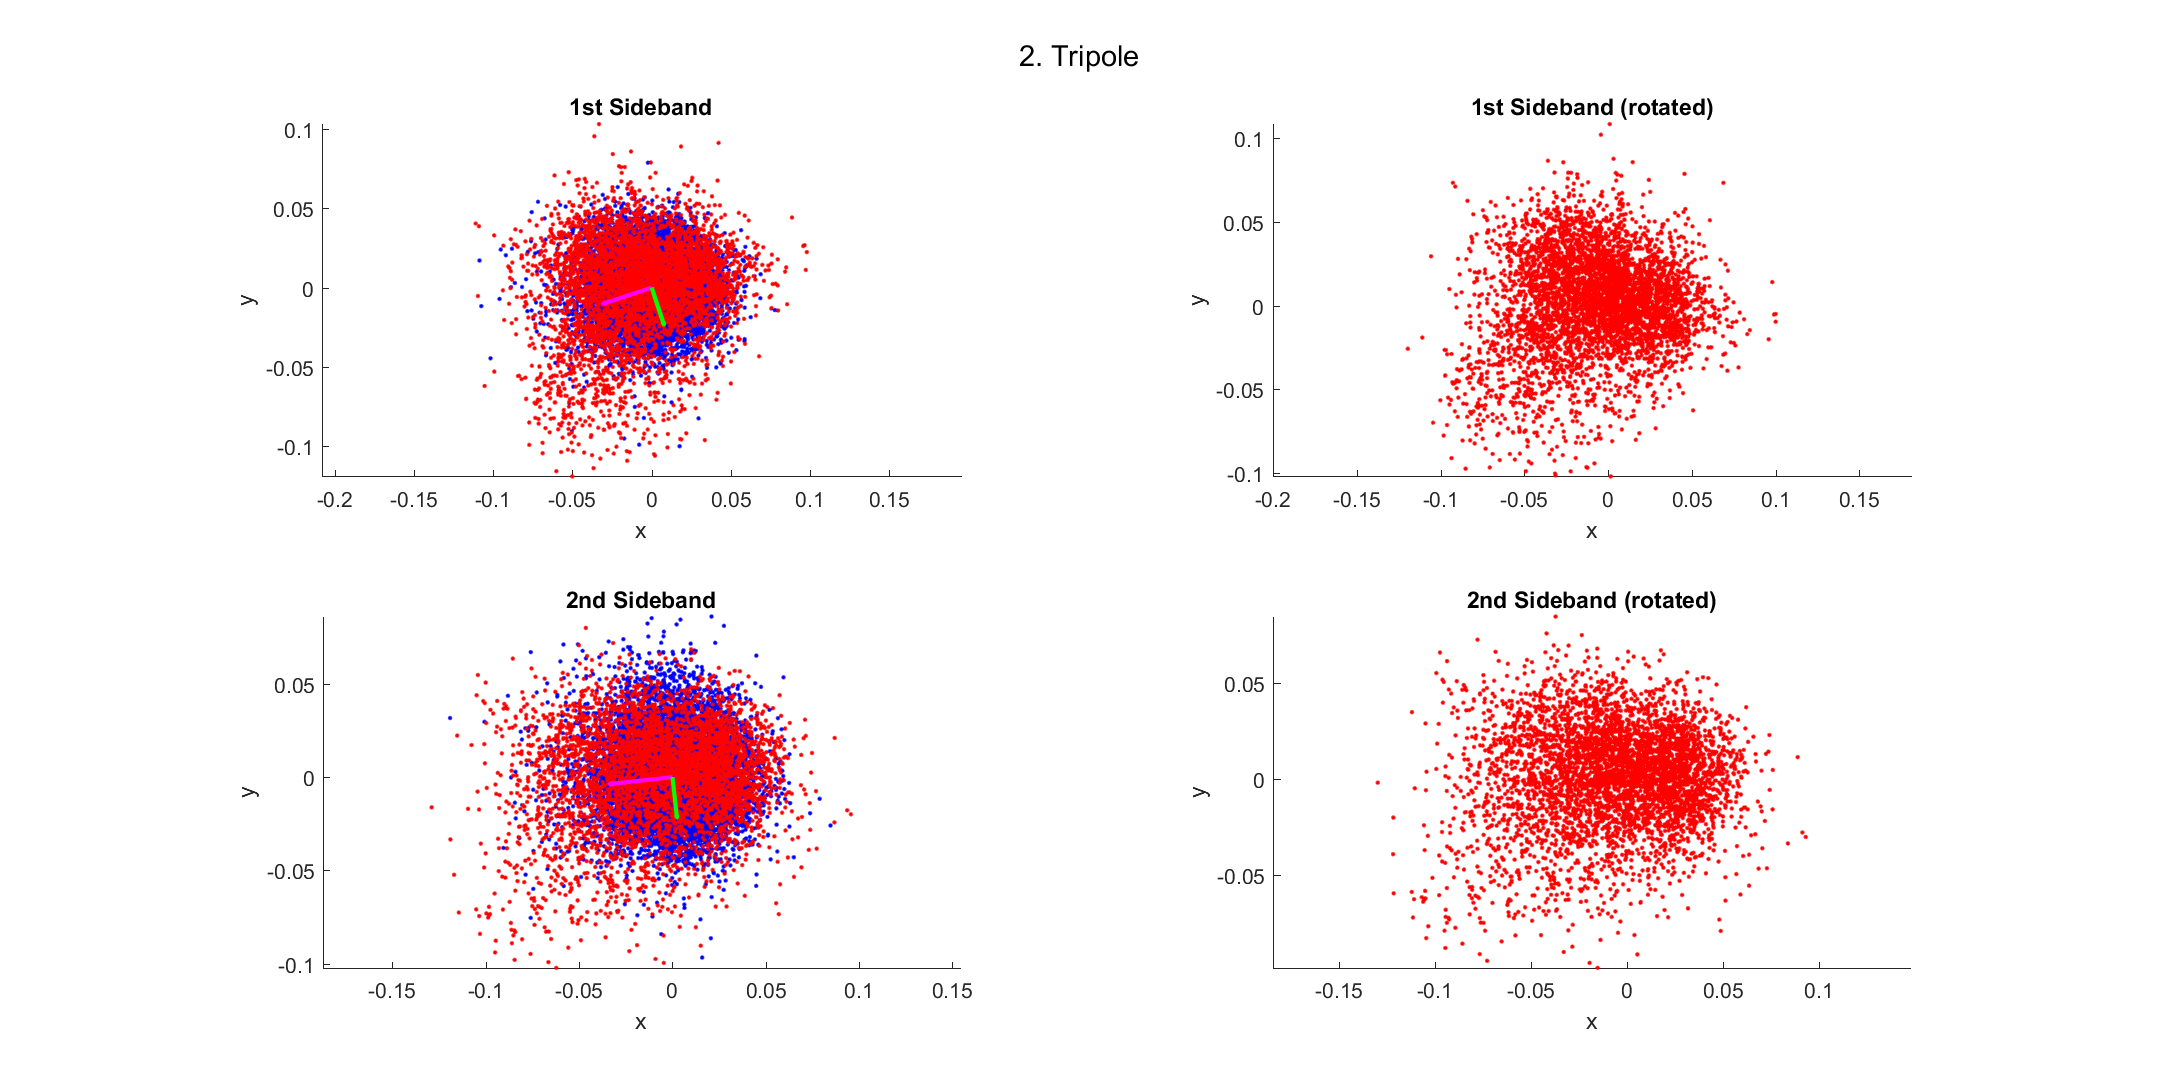 2. Tripole
1st Sideband
0.1
0.05
0
-0.05
-0.1
y
-0.2 -0.15 -0.1 -0.05 0 0.05 0.1 0.15
x
1st Sideband (rotated)
0.1
0.05
0
-0.05
-0.1
y
-0.2 -0.15 -0.1 -0.05 0 0.05 0.1 0.15
x
2nd Sideband
0.05
0
-0.05
-0.1
y
-0.15 -0.1 -0.05 0 0.05 0.1 0.15
x
2nd Sideband (rotated)
0.05
0
-0.05
y
-0.15 -0.1 -0.05 0 0.05 0.1
x